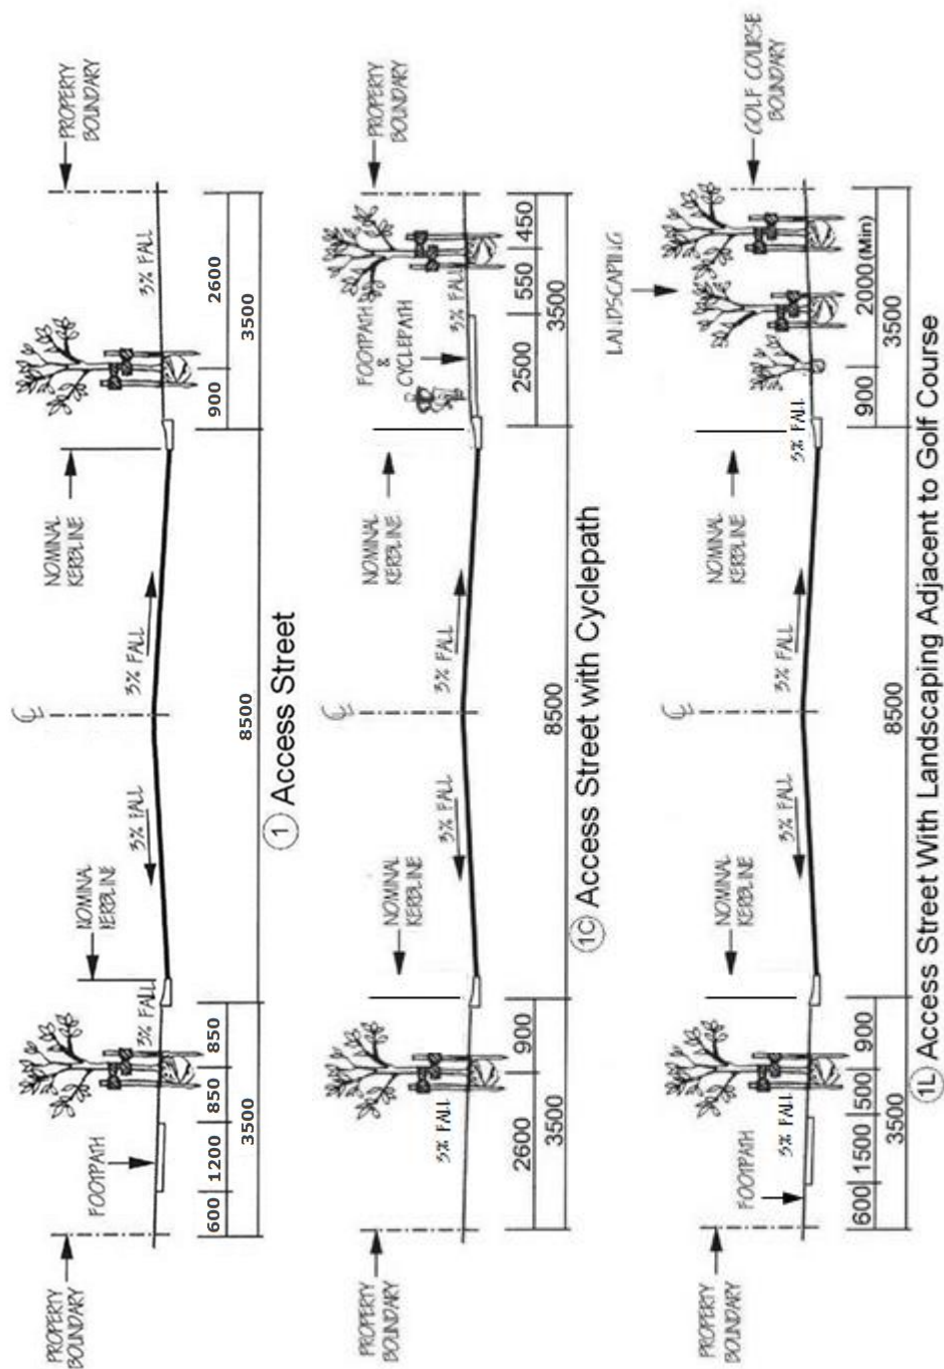 PROPERTY
BOUNDARY
FOOTPATH
3% FALL
NOMINAL
KERBLINE
3% FALL
℄
3% FALL
NOMINAL
KERBLINE
3% FALL
PROPERTY
BOUNDARY
600
1200
850
850
900
2600
3500
8500
3500
1 Access Street
PROPERTY
BOUNDARY
3% FALL
NOMINAL
KERBLINE
3% FALL
℄
3% FALL
NOMINAL
KERBLINE
FOOTPATH
&
CYCLEPATH
3% FALL
PROPERTY
BOUNDARY
2600
900
2500
550
450
3500
8500
3500
1C Access Street with Cyclepath
PROPERTY
BOUNDARY
FOOTPATH
3% FALL
NOMINAL
KERBLINE
3% FALL
℄
3% FALL
NOMINAL
KERBLINE
3% FALL
LANDSCAPING
GOLF COURSE
BOUNDARY
600
1500
500
900
900
2000 (Min)
3500
8500
3500
1L Access Street With Landscaping Adjacent to Golf Course